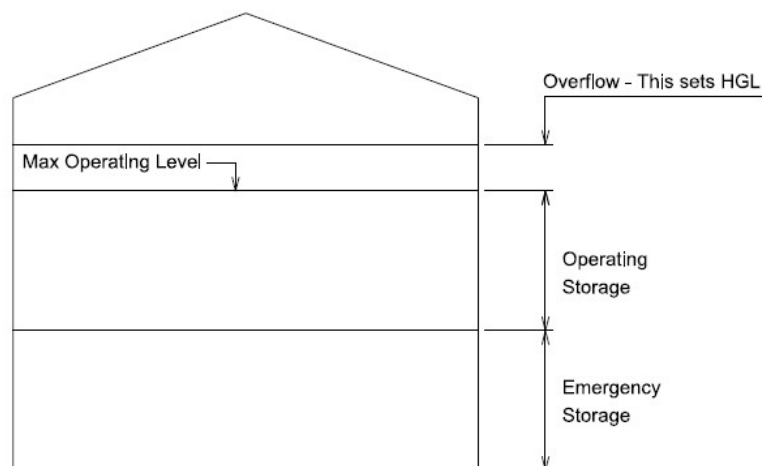 Overflow - This sets HGL
Max Operating Level
Operating
Storage
Emergency
Storage